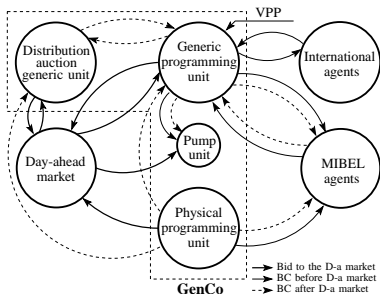 VPP
Distribution
auction
generic unit
Generic
programming
unit
International
agents
Day-ahead
market
Pump
unit
MIBEL
agents
Physical
programming
unit
GenCo
Bid to the D-a market
BC before D-a market
BC after D-a market